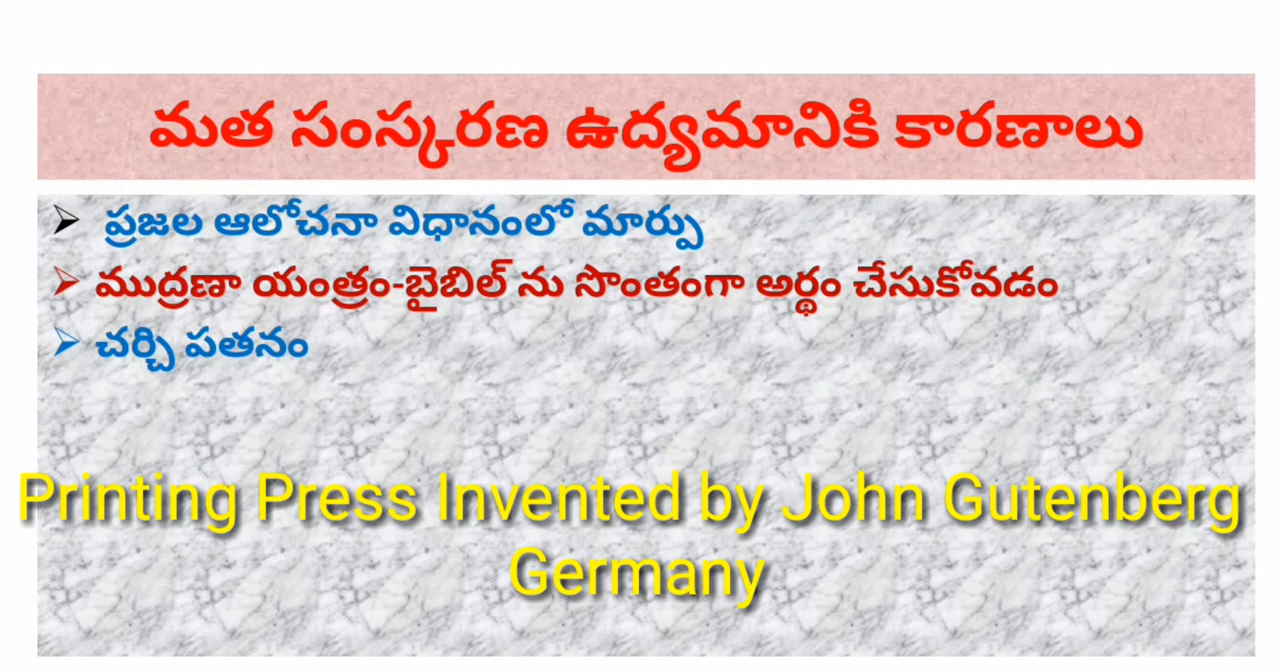 మత సంస్కరణ ఉద్యమానికి కారణాలు
➢ ప్రజల ఆలోచనా విధానంలో మార్పు
➢ ముద్రణా యంత్రం-బైబిల్ ను సొంతంగా అర్థం చేసుకోవడం
➢ చర్చి పతనం
Printing Press Invented by John Gutenberg
Germany